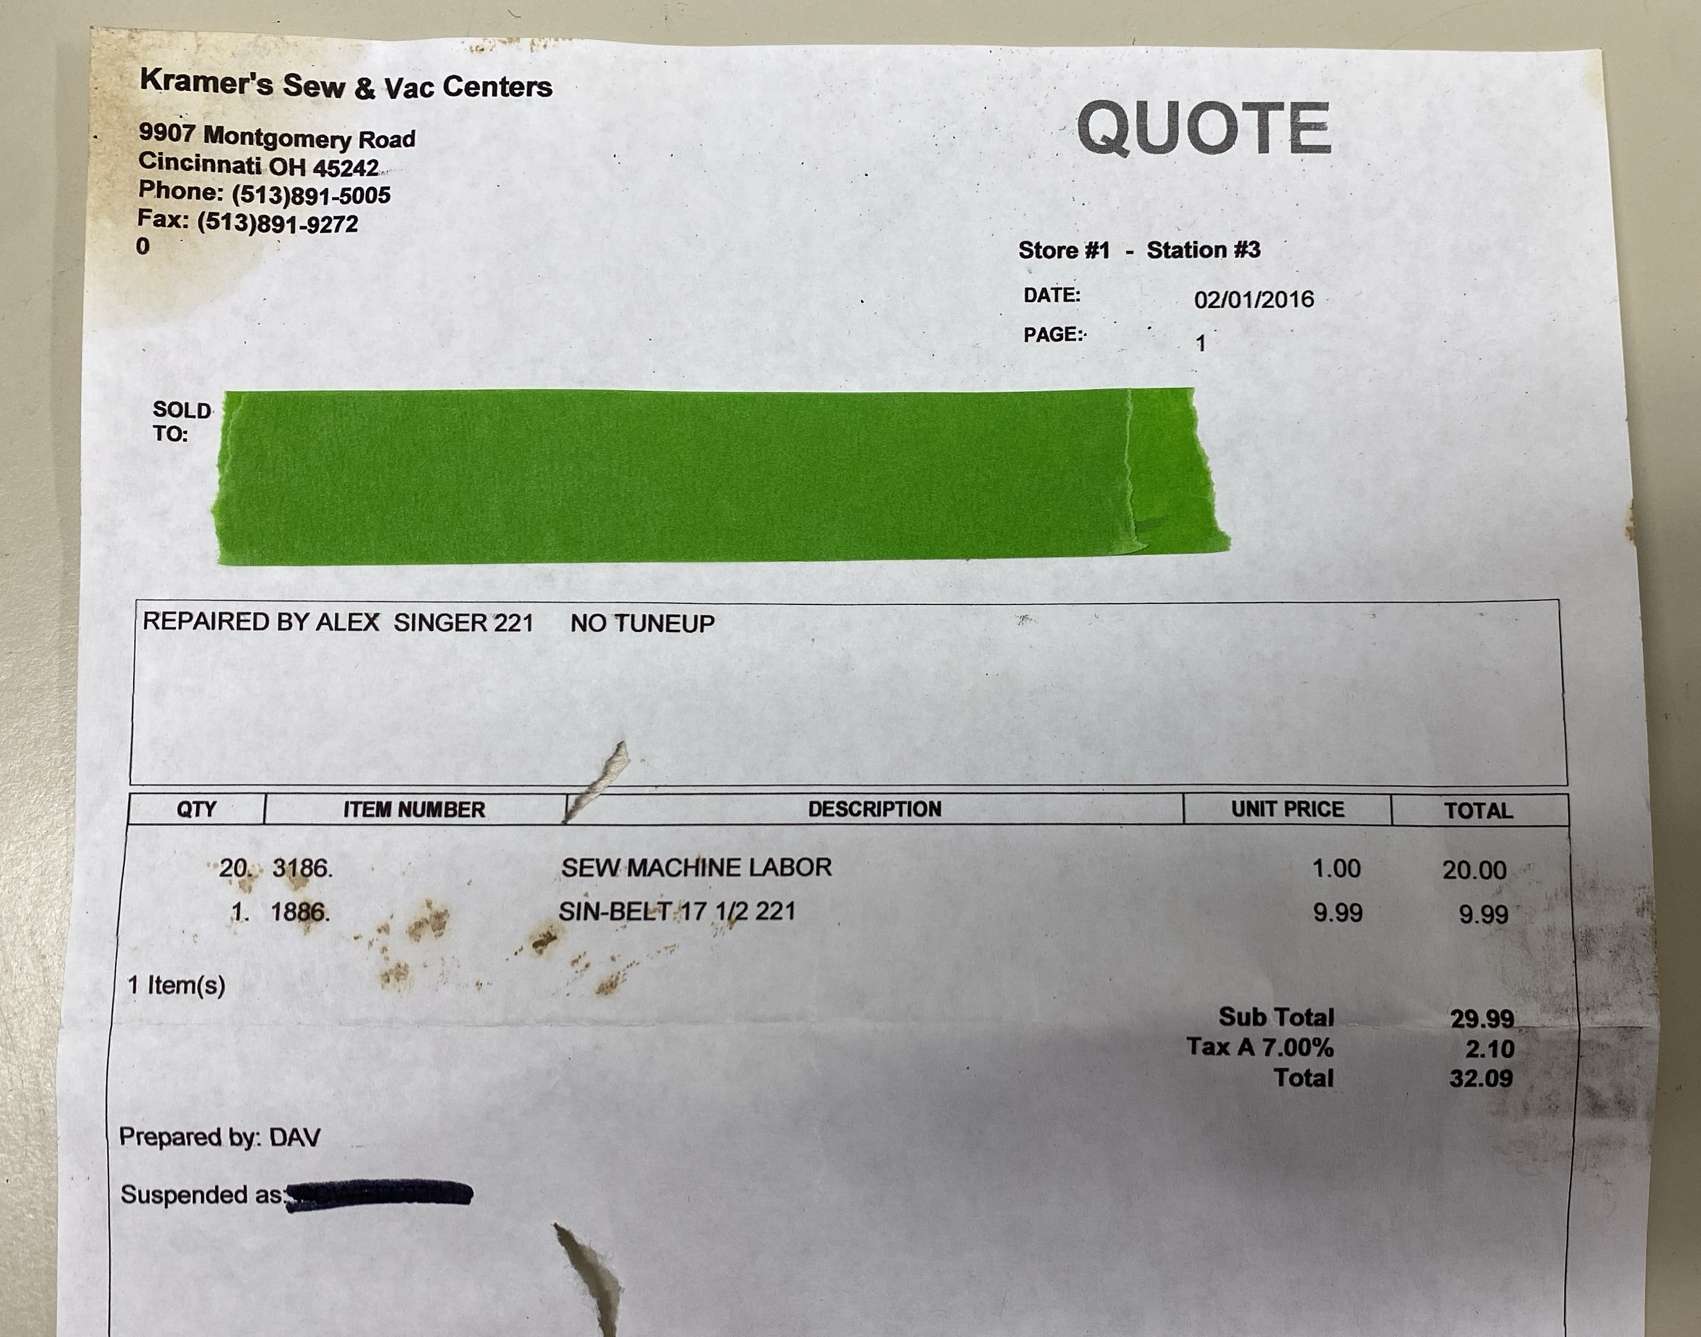 Kramer's Sew & Vac Centers
9907 Montgomery Road
Cincinnati OH 45242
Phone: (513)891-5005
Fax: (513)891-9272
0
QUOTE
Store #1 - Station #3
DATE: 02/01/2016
PAGE: 1
SOLD
TO:
REPAIRED BY ALEX SINGER 221 NO TUNEUP
QTY ITEM NUMBER DESCRIPTION UNIT PRICE TOTAL
20. 3186. SEW MACHINE LABOR 1.00 20.00
1. 1886. SIN-BELT 17 1/2 221 9.99 9.99
1 Item(s)
Sub Total 29.99
Tax A 7.00% 2.10
Total 32.09
Prepared by: DAV
Suspended as: